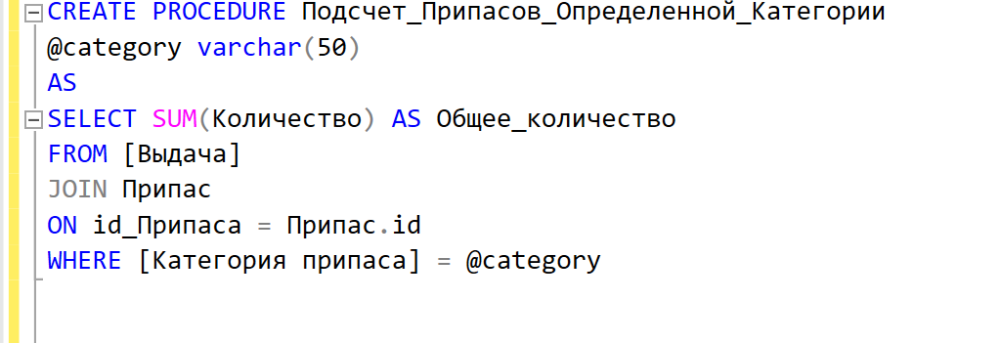 CREATE PROCEDURE Подсчет_Припасов_Определенной_Категории
@category varchar(50)
AS
SELECT SUM(Количество) AS Общее_количество
FROM [Выдача]
JOIN Припас
ON id_Припаса = Припас.id
WHERE [Категория припаса] = @category